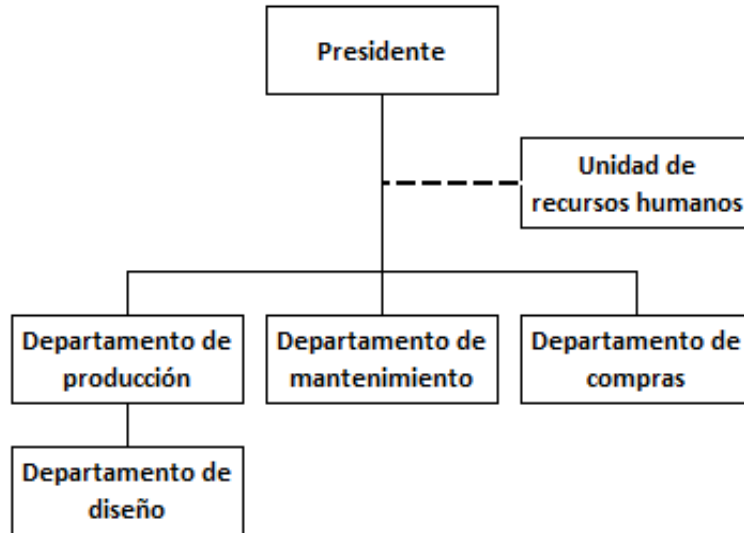 Presidente
Unidad de
recursos humanos
Departamento de
producción
Departamento de
mantenimiento
Departamento de
compras
Departamento de
diseño